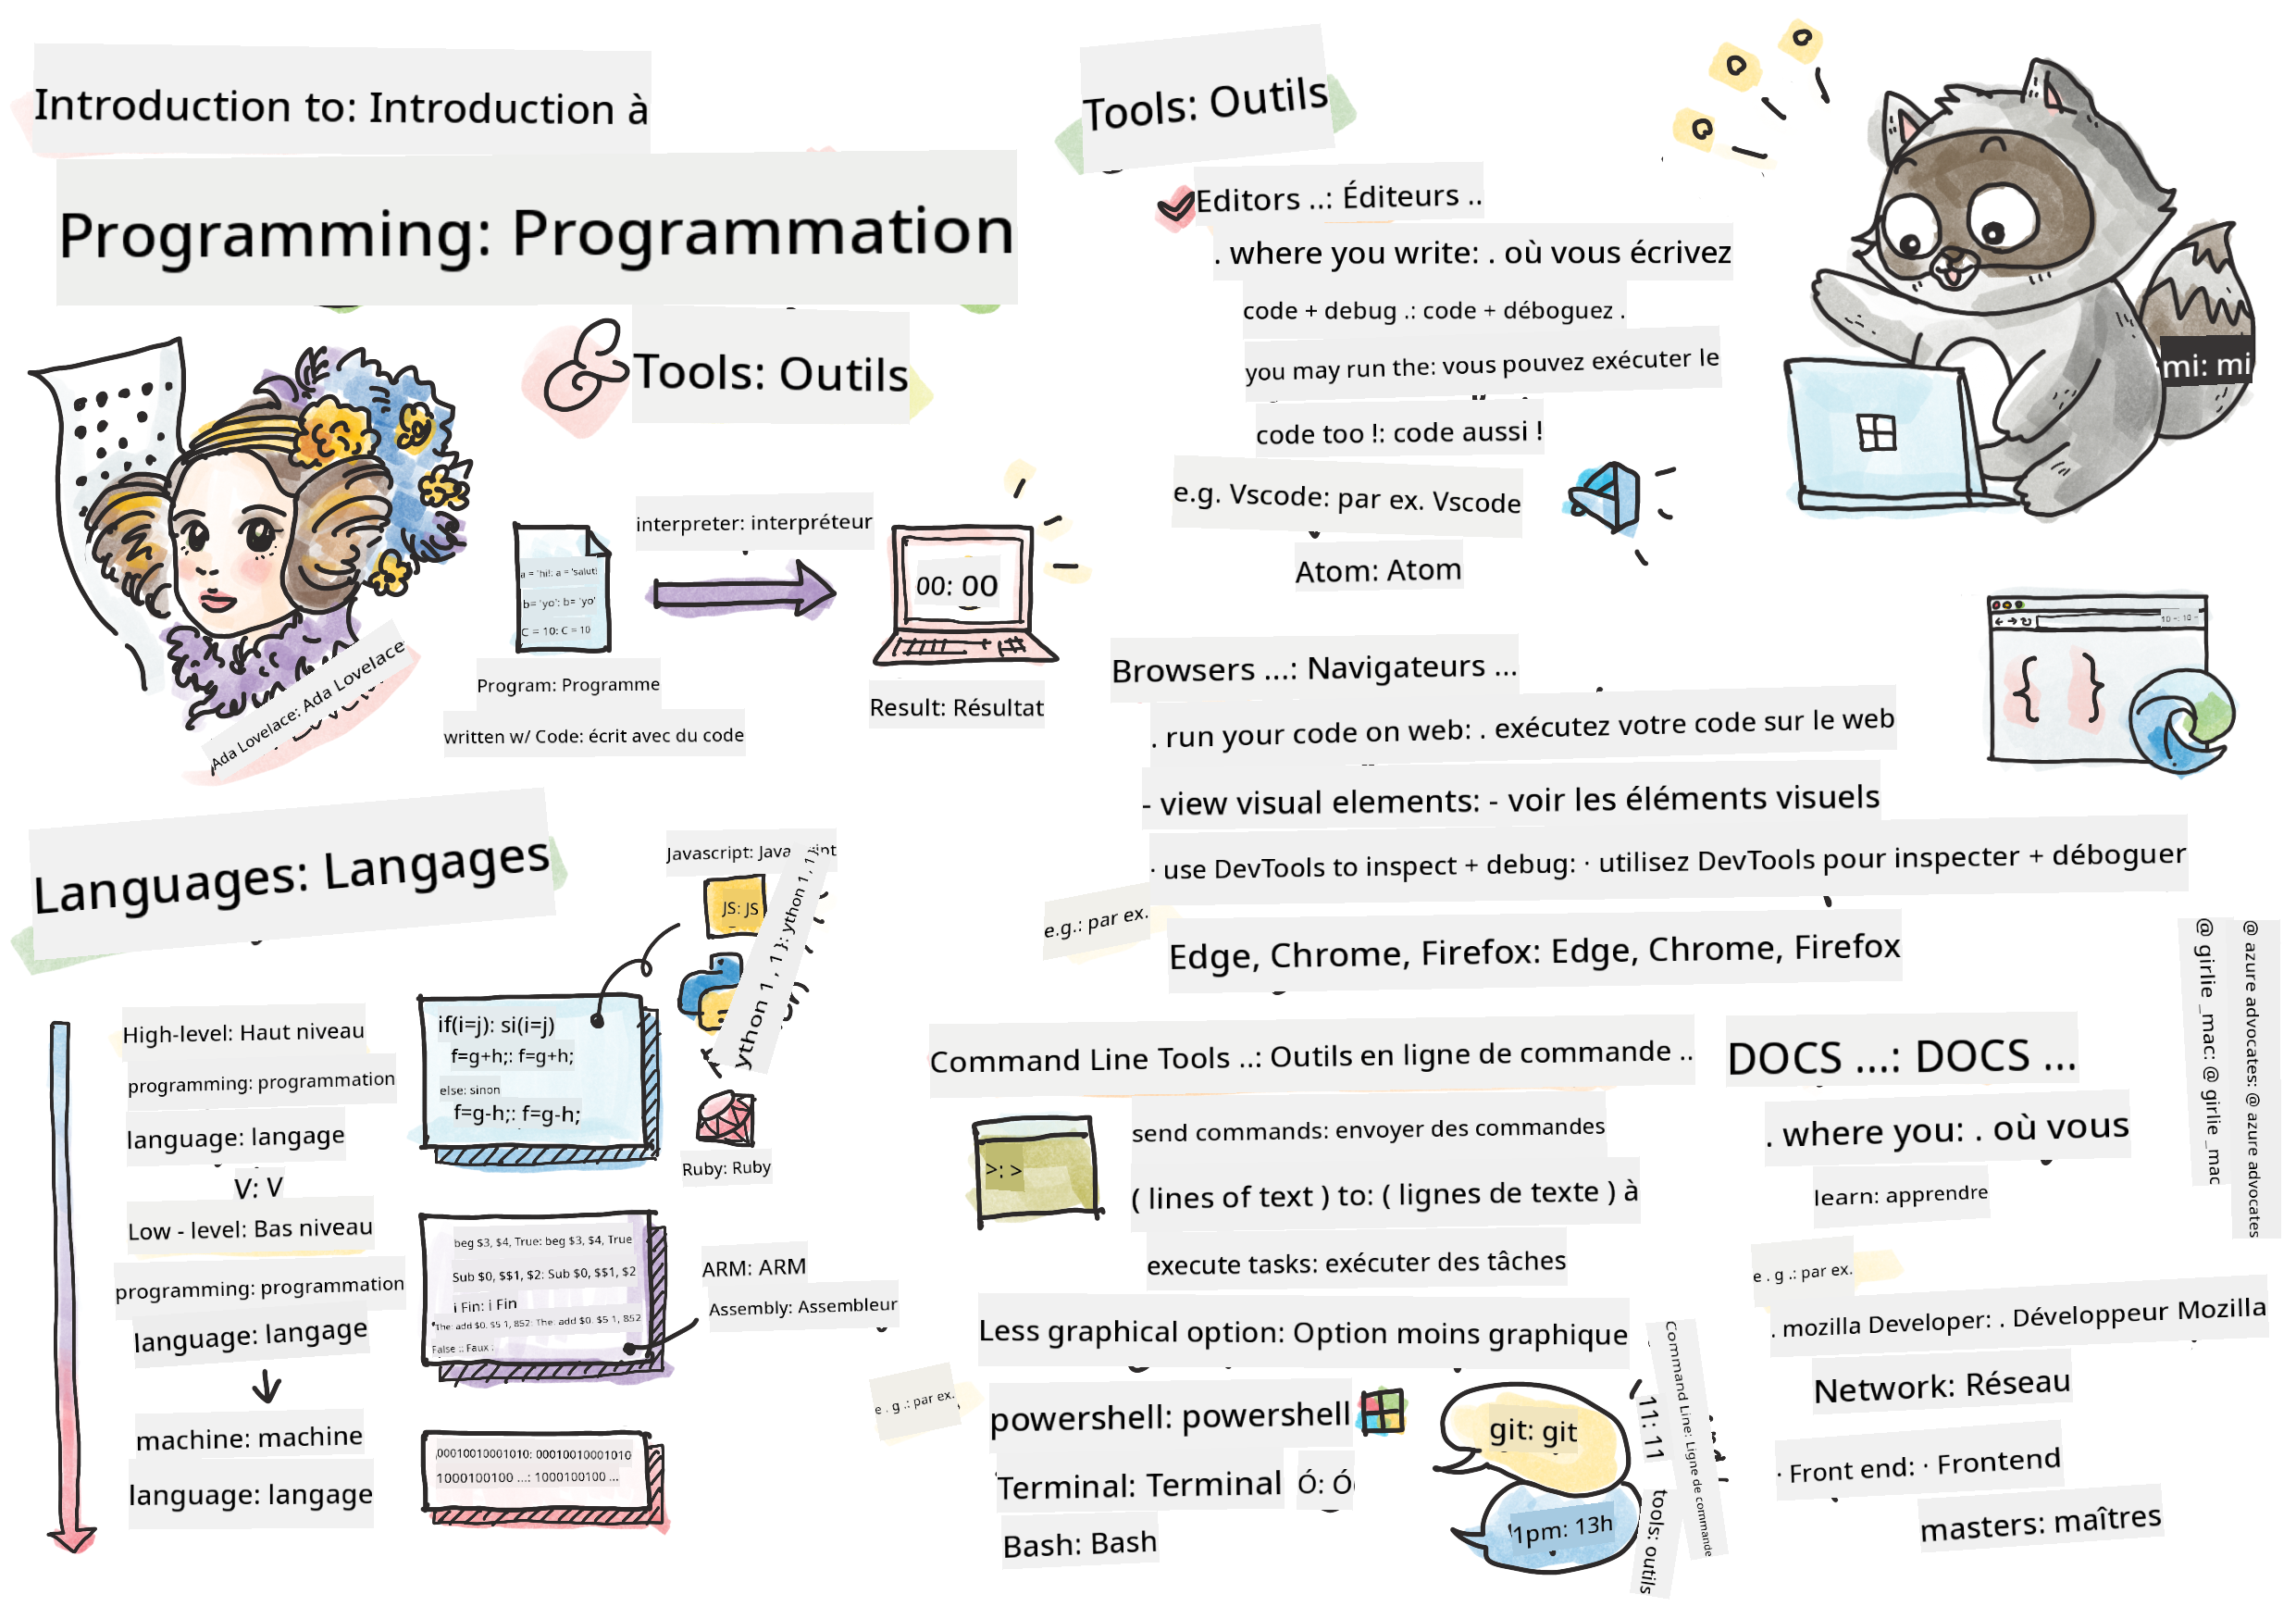 Introduction to: Introduction à
Programming: Programmation
&
Tools: Outils
Ada Lovelace: Ada Lovelace
a = 'hi!: a = 'salut!
b= 'yo': b= 'yo'
C = 10: C = 10
Program: Programme
written w/ Code: écrit avec du code
interpreter: interpréteur
00: 00
Result: Résultat
Languages: Langages
High-level: Haut niveau
programming: programmation
language: langage
V: V
Low - level: Bas niveau
programming: programmation
language: langage
machine: machine
language: langage
if(i=j): si(i=j)
f=g+h;: f=g+h;
else: sinon
f=g-h;: f=g-h;
Javascript:
JS: JS
ython 1 , 1 }: ython 1 , 1 }
Ruby: Ruby
beg $3, $4, True: beg $3, $4, True
Sub $0, $$1, $2: Sub $0, $$1, $2
i Fin: i Fin
The: add $0. $5 1, 852: The: add $0. $5 1, 852
False :: Faux :
ARM: ARM
Assembly: Assembleur
00010010001010: 00010010001010
1000100100 ...: 1000100100 ...
Tools: Outils
Editors ..: Éditeurs ..
. where you write: . où vous écrivez
code + debug .: code + déboguez .
you may run the: vous pouvez exécuter le
code too !: code aussi !
e.g. Vscode: par ex. Vscode
Atom: Atom
mi: mi
Browsers ...: Navigateurs ...
10 -: 10 -
. run your code on web: . exécutez votre code sur le web
- view visual elements: - voir les éléments visuels
· use DevTools to inspect + debug: · utilisez DevTools pour inspecter + déboguer
e.g.: par ex.
Edge, Chrome, Firefox: Edge, Chrome, Firefox
Command Line Tools ..: Outils en ligne de commande ..
>: >
send commands: envoyer des commandes
( lines of text ) to: ( lignes de texte ) à
execute tasks: exécuter des tâches
Less graphical option: Option moins graphique
e . g .: par ex.
powershell: powershell
Terminal: Terminal
Ó: Ó
Bash: Bash
git: git
1pm: 13h
11: 11
tools: outils
Command Line: Ligne de commande
DOCS ...: DOCS ...
. where you: . où vous
learn: apprendre
e . g .: par ex.
. mozilla Developer: . Développeur Mozilla
Network: Réseau
· Front end: · Frontend
masters: maîtres
@ girlie _mac: @ girlie _mac
@ azure advocates: @ azure advocates